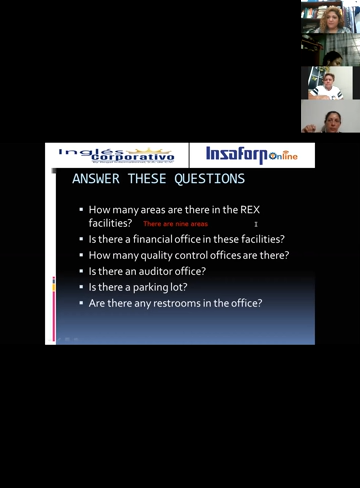 Inglés
Corporativo
Insaforp Online
ANSWER THESE QUESTIONS
How many areas are there in the REX
facilities? There are nine areas
Is there a financial office in these facilities?
How many quality control offices are there?
Is there an auditor office?
Is there a parking lot?
Are there any restrooms in the office?